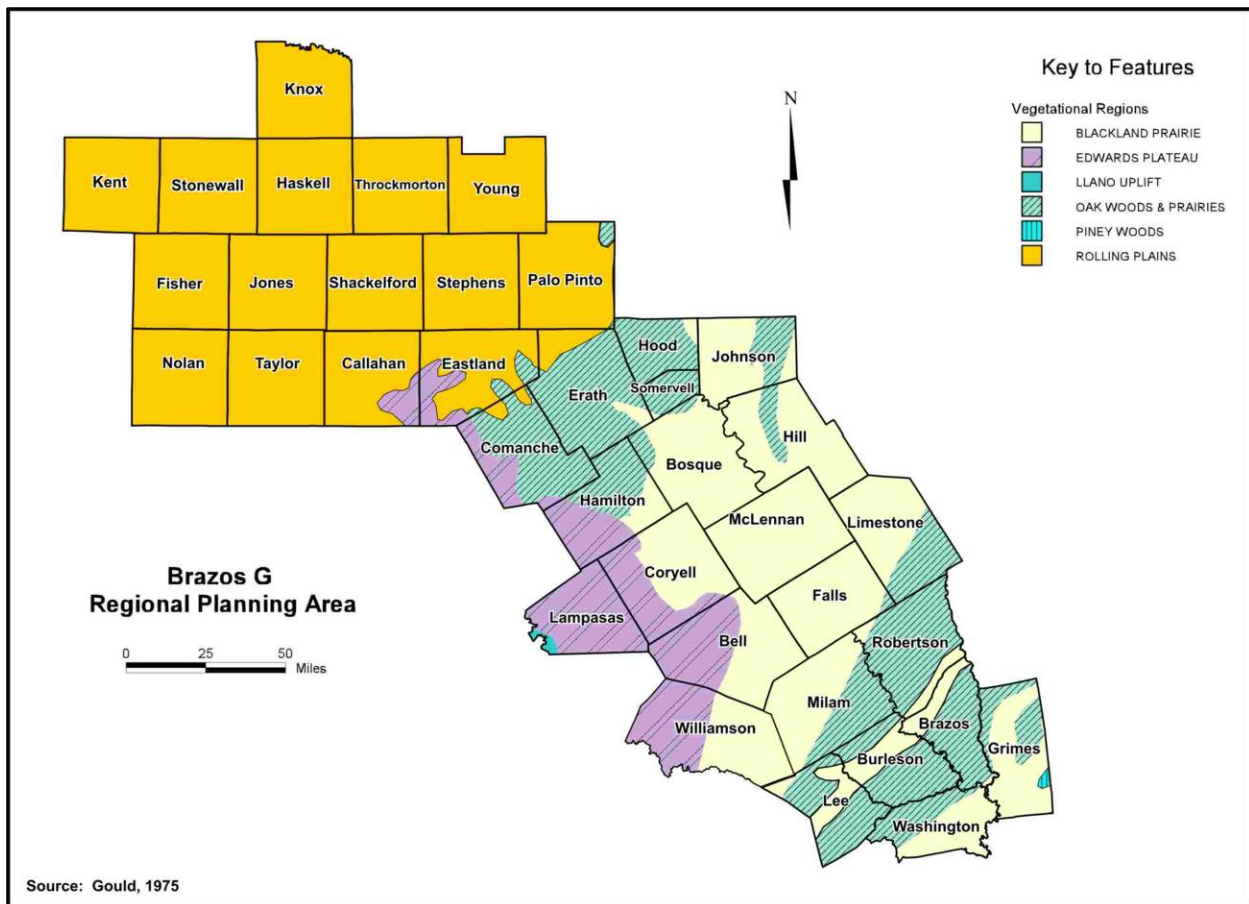 Key to Features
Vegetational Regions
BLACKLAND PRAIRIE
EDWARDS PLATEAU
LLANO UPLIFT
OAK WOODS & PRAIRIES
PINEY WOODS
ROLLING PLAINS
N
Knox
Kent
Stonewall
Haskell
Throckmorton
Young
Fisher
Jones
Shackelford
Stephens
Palo Pinto
Nolan
Taylor
Callahan
Eastland
Hood
Johnson
Somervell
Erath
Comanche
Hill
Bosque
Hamilton
McLennan
Limestone
Coryell
Falls
Lampasas
Bell
Robertson
Milam
Williamson
Brazos
Grimes
Burleson
Lee
Washington
Brazos G
Regional Planning Area
0 25 50
Miles
Source: Gould, 1975